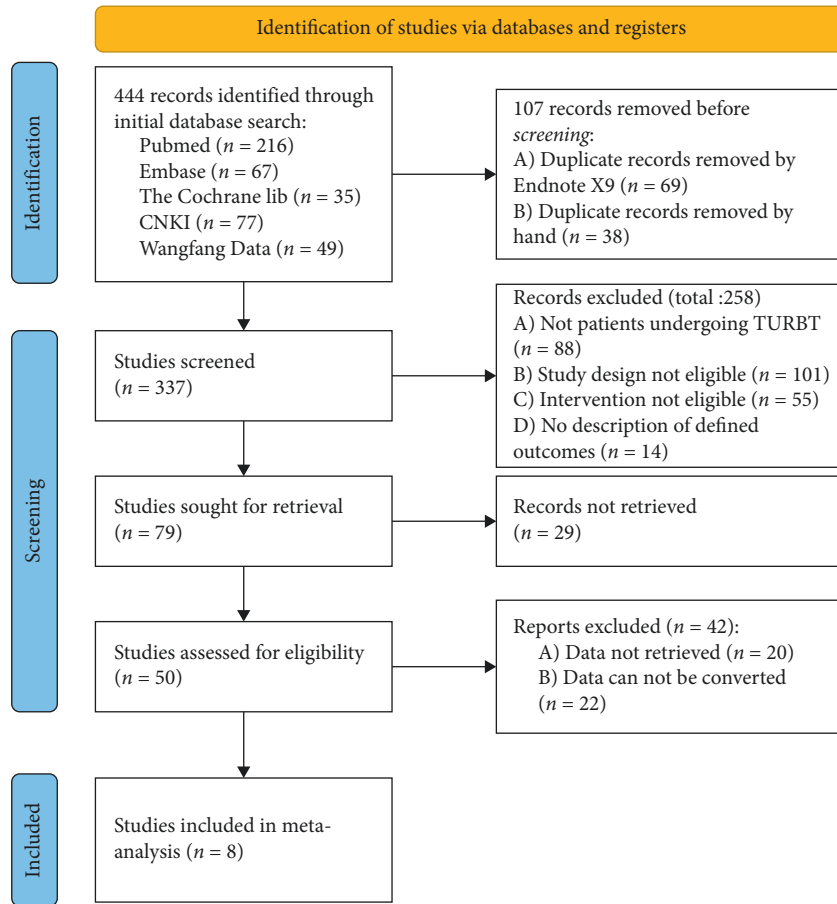 Identification of studies via databases and registers
Identification
444 records identified through
initial database search:
Pubmed (n = 216)
Embase (n = 67)
The Cochrane lib (n = 35)
CNKI (n = 77)
Wangfang Data (n = 49)
107 records removed before
screening:
A) Duplicate records removed by
Endnote X9 (n = 69)
B) Duplicate records removed by
hand (n = 38)
Screening
Studies screened
(n = 337)
Records excluded (total :258)
A) Not patients undergoing TURBT
(n = 88)
B) Study design not eligible (n = 101)
C) Intervention not eligible (n = 55)
D) No description of defined
outcomes (n = 14)
Studies sought for retrieval
(n = 79)
Records not retrieved
(n = 29)
Studies assessed for eligibility
(n = 50)
Reports excluded (n = 42):
A) Data not retrieved (n = 20)
B) Data can not be converted
(n = 22)
Included
Studies included in meta-
analysis (n = 8)